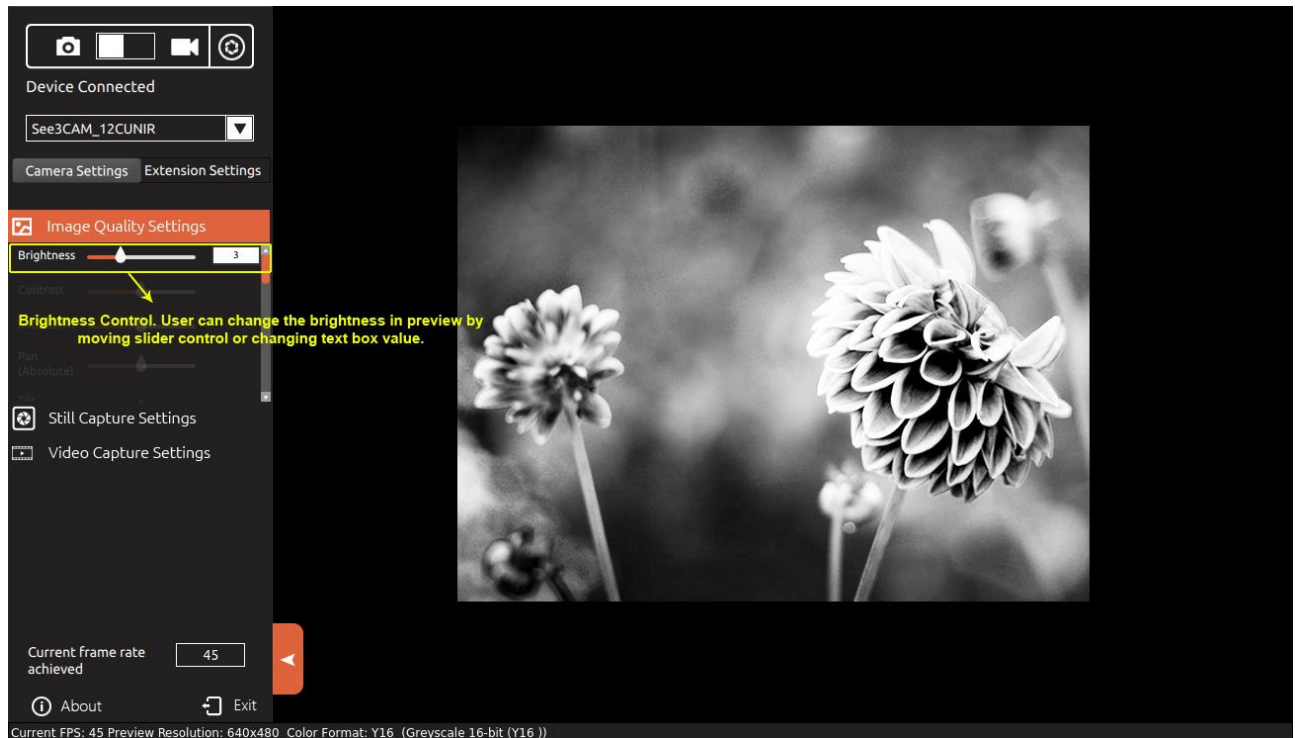 Device Connected
See3CAM_12CUNIR
Camera Settings Extension Settings
Image Quality Settings
Brightness 3
Contrast
Brightness Control. User can change the brightness in preview by
moving slider control or changing text box value.
Pan
(Absolute)
Still Capture Settings
Video Capture Settings
Current frame rate 45
achieved
About Exit
Current FPS: 45 Preview Resolution: 640x480 Color Format: Y16 (Greyscale 16-bit (Y16 ))